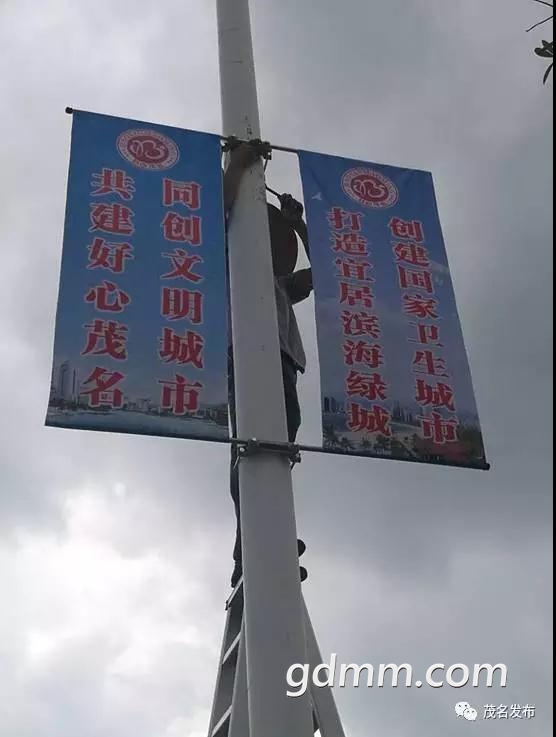 同创文明城市
共建好心茂名
创建国家卫生城市
打造宜居滨海绿城
gdmm.com
茂名发布